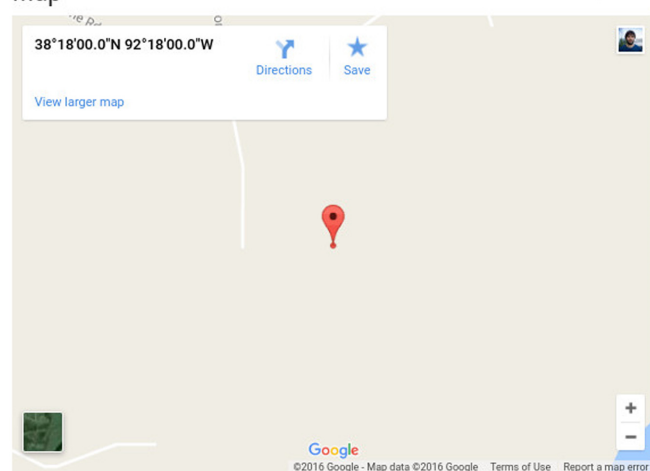 map
38°18'00.0"N 92°18'00.0"W
Directions
Save
View larger map
Google
©2016 Google - Map data ©2016 Google Terms of Use Report a map error